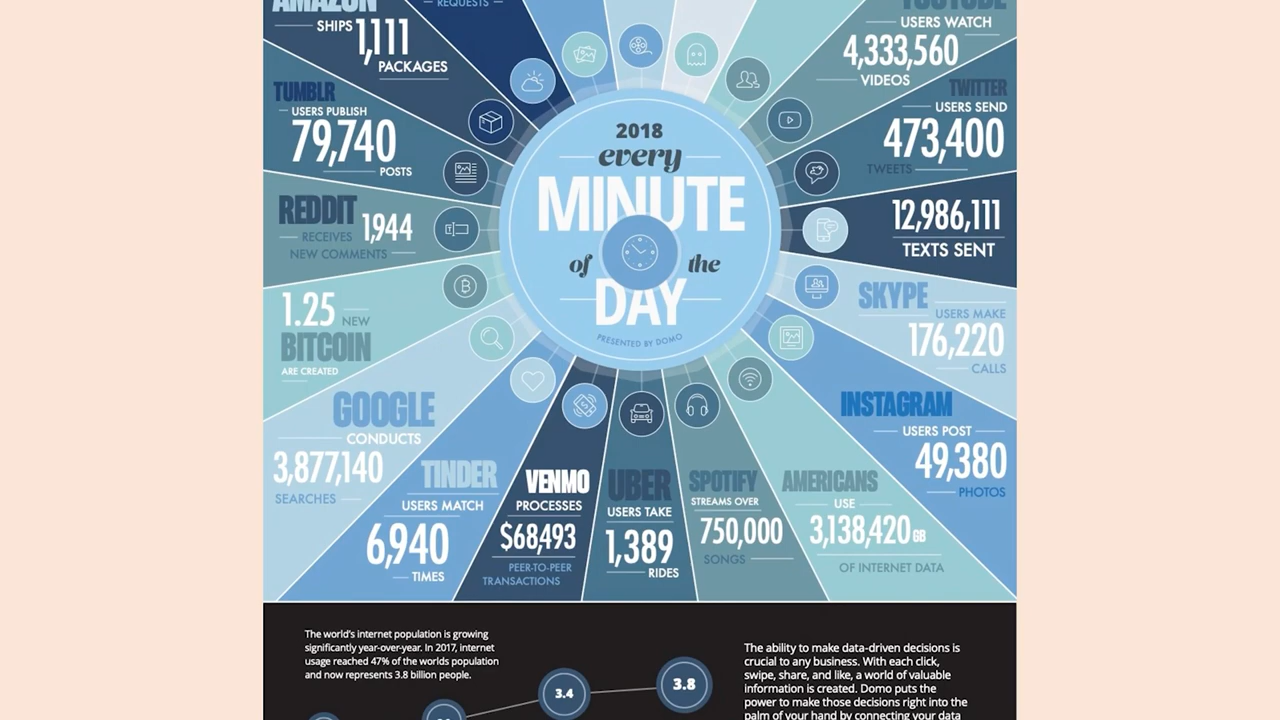 AMAZON
SHIPS 1,111
PACKAGES
REQUESTS
YOUTUBE
USERS WATCH
4,333,560
VIDEOS
TUMBLR
USERS PUBLISH
79,740
POSTS
TWITTER
USERS SEND
473,400
TWEETS
REDDIT
RECEIVES 1,944
NEW COMMENTS
12,986,111
TEXTS SENT
2018
every
MINUTE
of the
DAY
PRESENTED BY DOMO
1.25 NEW
BITCOIN
ARE CREATED
SKYPE
USERS MAKE
176,220
CALLS
GOOGLE
CONDUCTS
3,877,140
SEARCHES
INSTAGRAM
USERS POST
49,380
PHOTOS
TINDER
USERS MATCH
6,940
TIMES
VENMO
PROCESSES
$68,493
PEER-TO-PEER
TRANSACTIONS
UBER
USERS TAKE
1,389
RIDES
SPOTIFY
STREAMS OVER
750,000
SONGS
AMERICANS
USE
3,138,420 GB
OF INTERNET DATA
The world's internet population is growing
significantly year-over-year. In 2017, internet
usage reached 47% of the worlds population
and now represents 3.8 billion people.
3.4
3.8
The ability to make data-driven decisions is
crucial to any business. With each click,
swipe, share, and like, a world of valuable
information is created. Domo puts the
power to make those decisions right into the
palm of your hand by connecting your data